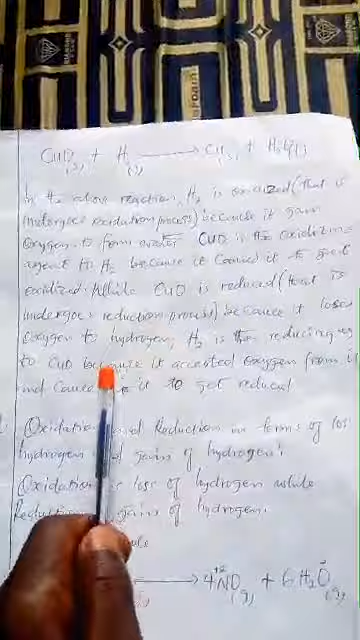 CuO(s) + H2(g) → Cu(s) + H2O(l)
In the above reaction, H2 is oxidized (that is
undergoes oxidation process) because it gain
Oxygen to form water CuO is the oxidizing
agent to H2 because it caused it to get
oxidized. While CuO is reduced (that is
undergoes reduction process) because it loses
Oxygen to hydrogen, H2 is the reducing
to CuO because it accepted Oxygen from it
and cause it to get reduced
Oxidation and Reduction in terms of loss
hydrogen and gains of hydrogen:
Oxidation is loss of hydrogen while
Reduction gains of hydrogen.
→ 4NO(g) + 6H2O(g)